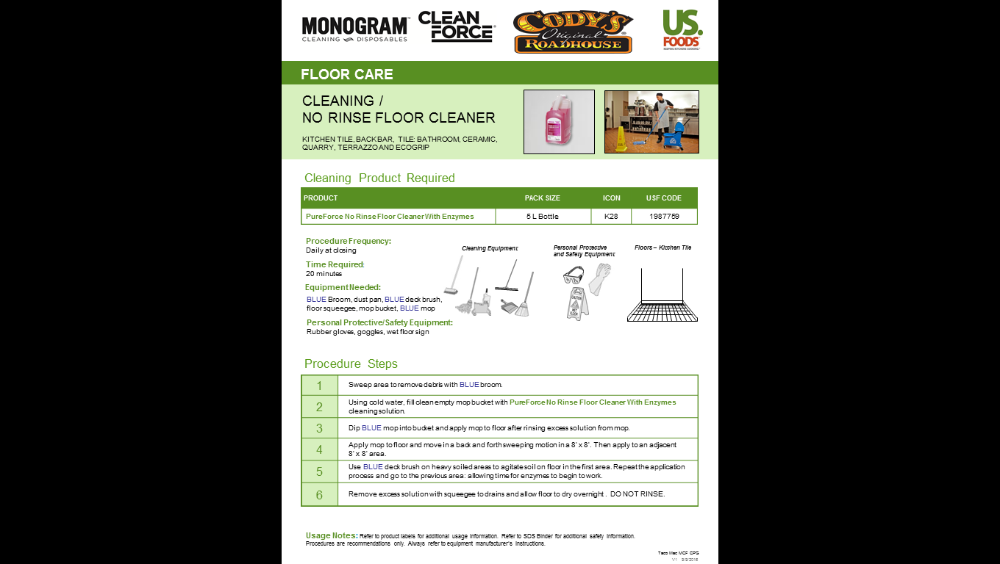 MONOGRAM™
CLEANING DISPOSABLES
CLEAN
FORCE®
CODY'S
Original
ROADHOUSE
US.
FOODS
KEEPING KITCHENS COOKING.™
FLOOR CARE
CLEANING /
NO RINSE FLOOR CLEANER
KITCHEN TILE, BACK BAR, TILE: BATHROOM, CERAMIC,
QUARRY, TERRAZZO AND ECOGRIP
Cleaning Product Required
PRODUCT PACK SIZE ICON USF CODE
PureForce No Rinse Floor Cleaner With Enzymes 5 L Bottle K28 1987759
Procedure Frequency:
Daily at closing
Time Required:
20 minutes
Equipment Needed:
BLUE Broom, dust pan, BLUE deck brush,
floor squeegee, mop bucket, BLUE mop
Personal Protective/Safety Equipment:
Rubber gloves, goggles, wet floor sign
Cleaning Equipment
Personal Protective
and Safety Equipment
CAUTION
WET
FLOOR
Floors – Kitchen Tile
Procedure Steps
1 Sweep area to remove debris with BLUE broom.
2 Using cold water, fill clean empty mop bucket with PureForce No Rinse Floor Cleaner With Enzymes
cleaning solution.
3 Dip BLUE mop into bucket and apply mop to floor after rinsing excess solution from mop.
4 Apply mop to floor and move in a back and forth sweeping motion in a 8' x 8'. Then apply to an adjacent
8' x 8' area.
5 Use BLUE deck brush on heavy soiled areas to agitate soil on floor in the first area. Repeat the application
process and go to the previous area: allowing time for enzymes to begin to work.
6 Remove excess solution with squeegee to drains and allow floor to dry overnight . DO NOT RINSE.
Usage Notes: Refer to product labels for additional usage information. Refer to SDS Binder for additional safety information.
Procedures are recommendations only. Always refer to equipment manufacturer's instructions.
Taco Mac MCF CPG
V1 9/9/2016